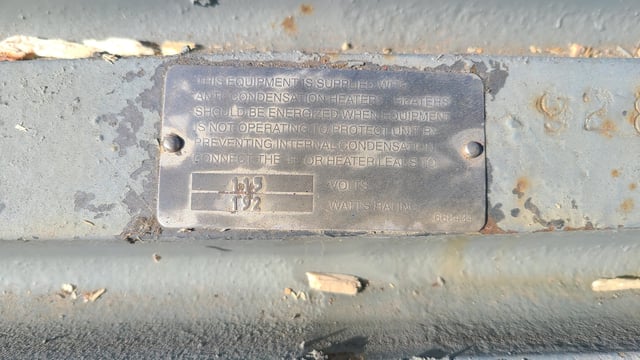 THIS EQUIPMENT IS SUPPLIED WITH
ANTI-CONDENSATION HEATERS. HEATERS
SHOULD BE ENERGIZED WHEN EQUIPMENT
IS NOT OPERATING TO PROTECT UNIT BY
PREVENTING INTERNAL CONDENSATION.
CONNECT THE HEATER LEADS TO
115 VOLTS
192 WATTS RATING